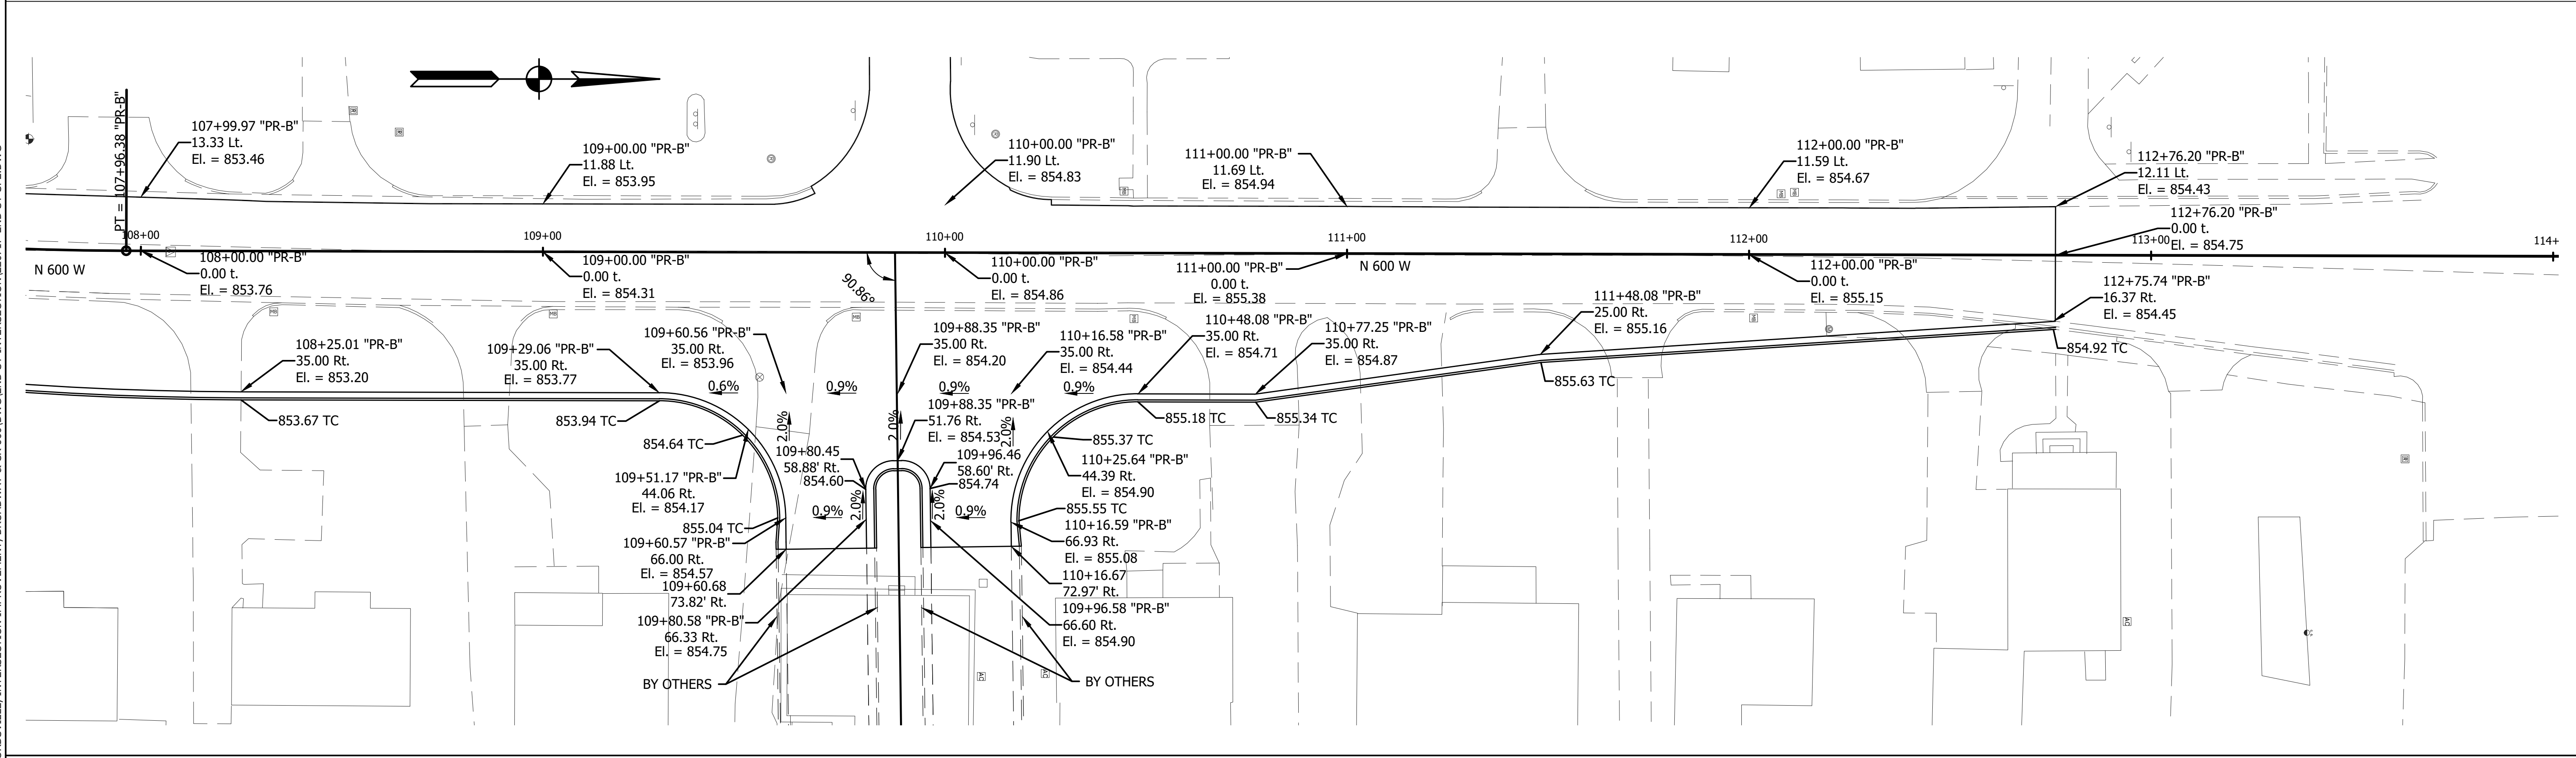 PT = 107+96.38 "PR-B"
107+99.97 "PR-B"
13.33 Lt.
El. = 853.46
109+00.00 "PR-B"
11.88 Lt.
El. = 853.95
110+00.00 "PR-B"
11.90 Lt.
El. = 854.83
111+00.00 "PR-B"
11.69 Lt.
El. = 854.94
112+00.00 "PR-B"
11.59 Lt.
El. = 854.67
112+76.20 "PR-B"
12.11 Lt.
El. = 854.43
112+76.20 "PR-B"
0.00 t.
El. = 854.75
108+00
109+00
110+00
111+00
112+00
113+00
114+
N 600 W
108+00.00 "PR-B"
0.00 t.
El. = 853.76
109+00.00 "PR-B"
0.00 t.
El. = 854.31
90.86°
110+00.00 "PR-B"
0.00 t.
El. = 854.86
111+00.00 "PR-B"
0.00 t.
El. = 855.38
N 600 W
112+00.00 "PR-B"
0.00 t.
El. = 855.15
112+75.74 "PR-B"
16.37 Rt.
El. = 854.45
854.92 TC
108+25.01 "PR-B"
35.00 Rt.
El. = 853.20
853.67 TC
109+29.06 "PR-B"
35.00 Rt.
El. = 853.77
853.94 TC
109+60.56 "PR-B"
35.00 Rt.
El. = 853.96
109+88.35 "PR-B"
35.00 Rt.
El. = 854.20
110+16.58 "PR-B"
35.00 Rt.
El. = 854.44
110+48.08 "PR-B"
35.00 Rt.
El. = 854.71
110+77.25 "PR-B"
35.00 Rt.
El. = 854.87
111+48.08 "PR-B"
25.00 Rt.
El. = 855.16
855.63 TC
0.6%
0.9%
0.9%
0.9%
855.18 TC
855.34 TC
2.0%
2.0%
2.0%
109+88.35 "PR-B"
51.76 Rt.
El. = 854.53
854.64 TC
855.37 TC
109+80.45
58.88' Rt.
854.60
109+96.46
58.60' Rt.
854.74
110+25.64 "PR-B"
44.39 Rt.
El. = 854.90
109+51.17 "PR-B"
44.06 Rt.
El. = 854.17
2.0%
2.0%
0.9%
0.9%
855.04 TC
855.55 TC
109+60.57 "PR-B"
66.00 Rt.
El. = 854.57
110+16.59 "PR-B"
66.93 Rt.
El. = 855.08
109+60.68
73.82' Rt.
110+16.67
72.97' Rt.
109+80.58 "PR-B"
66.33 Rt.
El. = 854.75
109+96.58 "PR-B"
66.60 Rt.
El. = 854.90
BY OTHERS
BY OTHERS
MB
MB
MB
AC
AC
AC